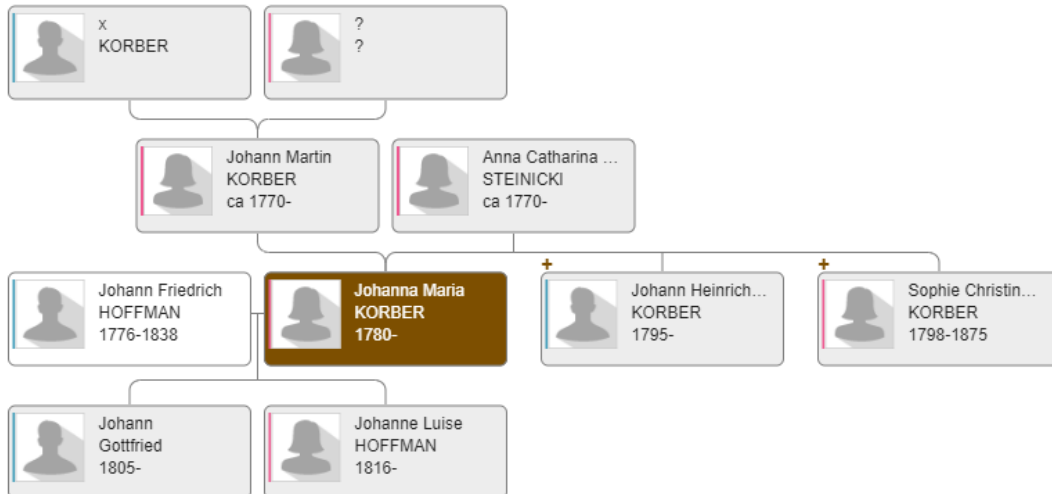 x
KORBER
?
?
Johann Martin
KORBER
ca 1770-
Anna Catharina ...
STEINICKI
ca 1770-
Johann Friedrich
HOFFMAN
1776-1838
Johanna Maria
KORBER
1780-
+
Johann Heinrich...
KORBER
1795-
+
Sophie Christin...
KORBER
1798-1875
Johann
Gottfried
1805-
Johanne Luise
HOFFMAN
1816-